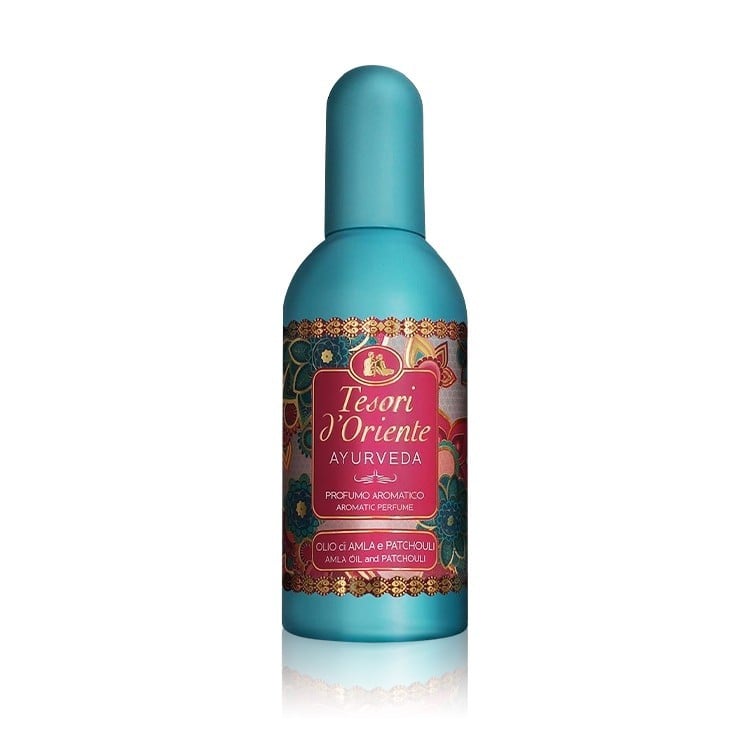 Tesori
d'Oriente
AYURVEDA
PROFUMO AROMATICO
AROMATIC PERFUME
OLIO di AMLA e PATCHOULI
AMLA OIL and PATCHOULI